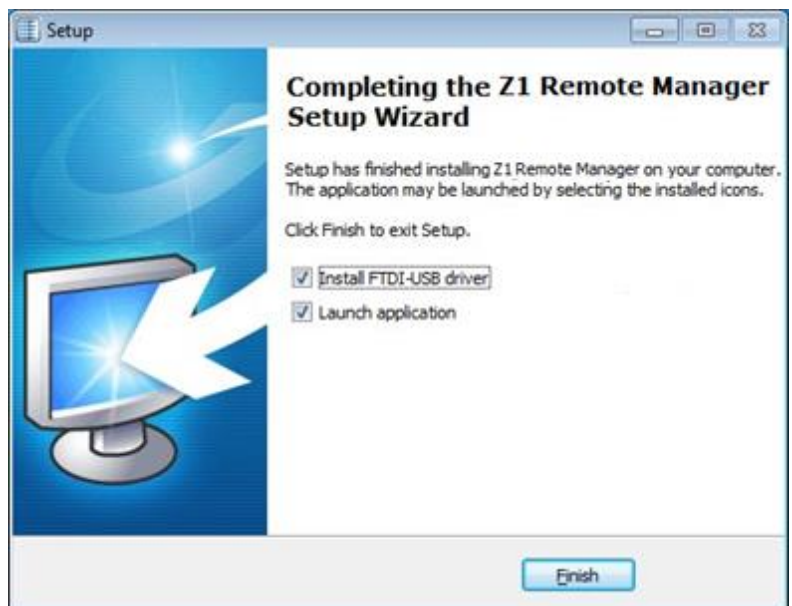 Setup
Completing the Z1 Remote Manager
Setup Wizard
Setup has finished installing Z1 Remote Manager on your computer.
The application may be launched by selecting the installed icons.
Click Finish to exit Setup.
Install FTDI-USB driver
Launch application
Finish